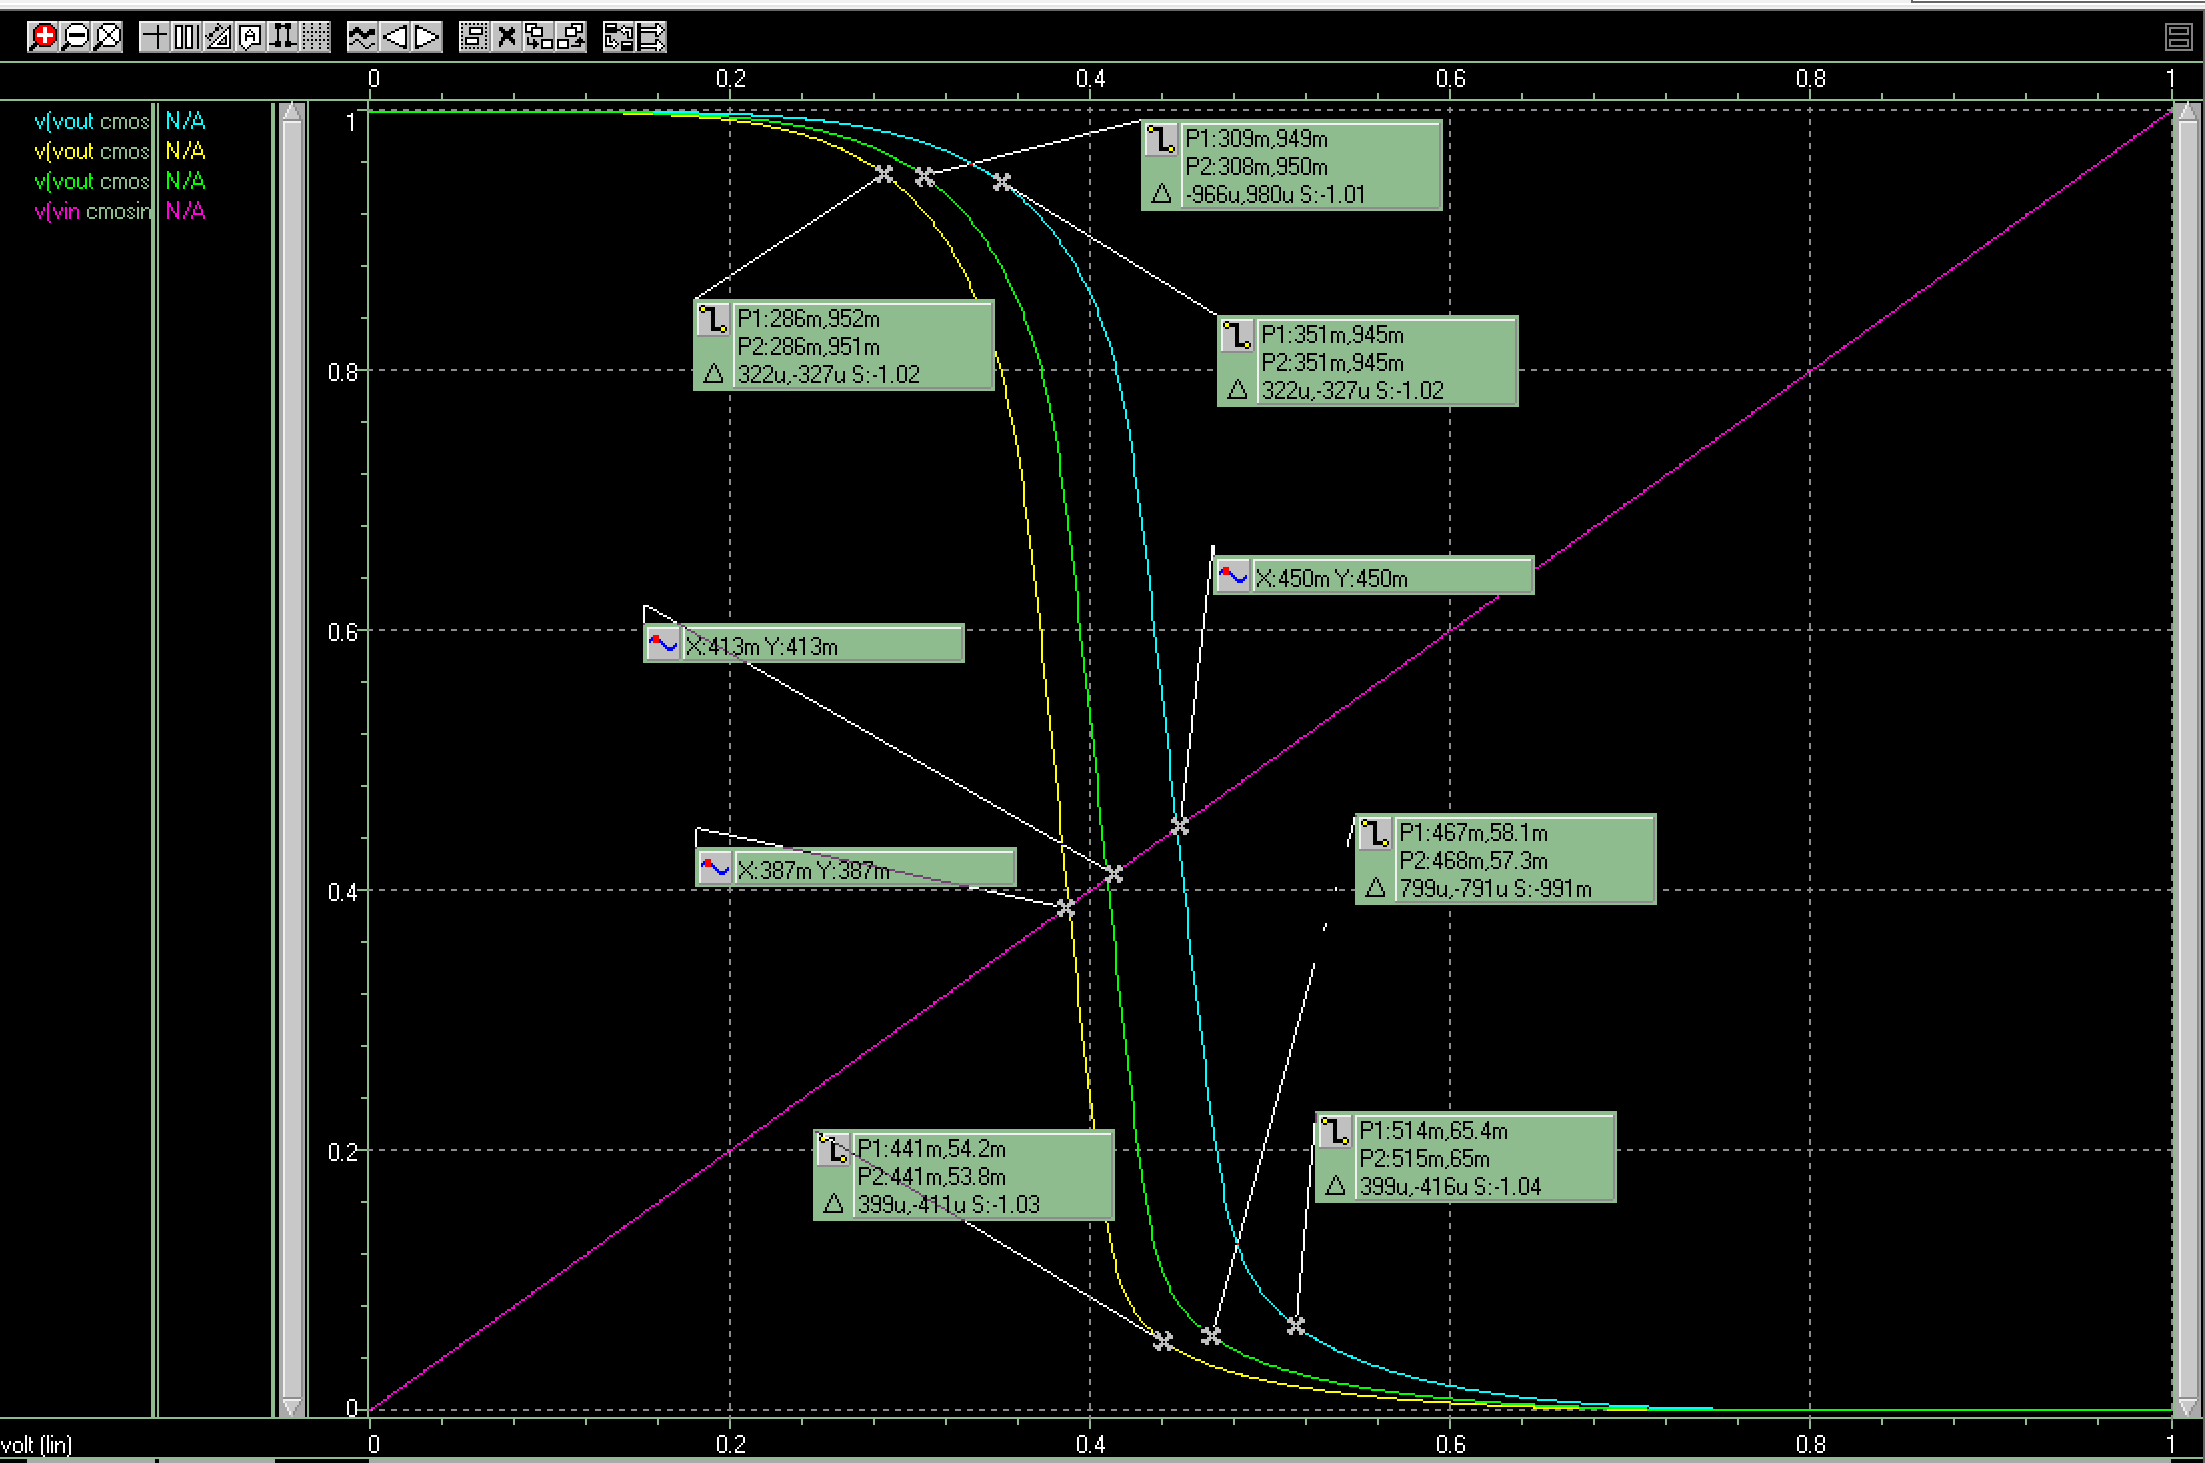 0 0.2 0.4 0.6 0.8 1
v(vout cmos N/A
v(vout cmos N/A
v(vout cmos N/A
v(vin cmosin N/A
1
0.8
0.6
0.4
0.2
0
P1:309m,949m
P2:308m,950m
-966u,980u S:-1.01
P1:286m,952m
P2:286m,951m
322u,-327u S:-1.02
P1:351m,945m
P2:351m,945m
322u,-327u S:-1.02
X:450m Y:450m
X:413m Y:413m
P1:467m,58.1m
P2:468m,57.3m
799u,-791u S:-991m
X:387m Y:387m
P1:514m,65.4m
P2:515m,65m
399u,-416u S:-1.04
P1:441m,54.2m
P2:441m,53.8m
399u,-411u S:-1.03
volt (lin)
0 0.2 0.4 0.6 0.8 1